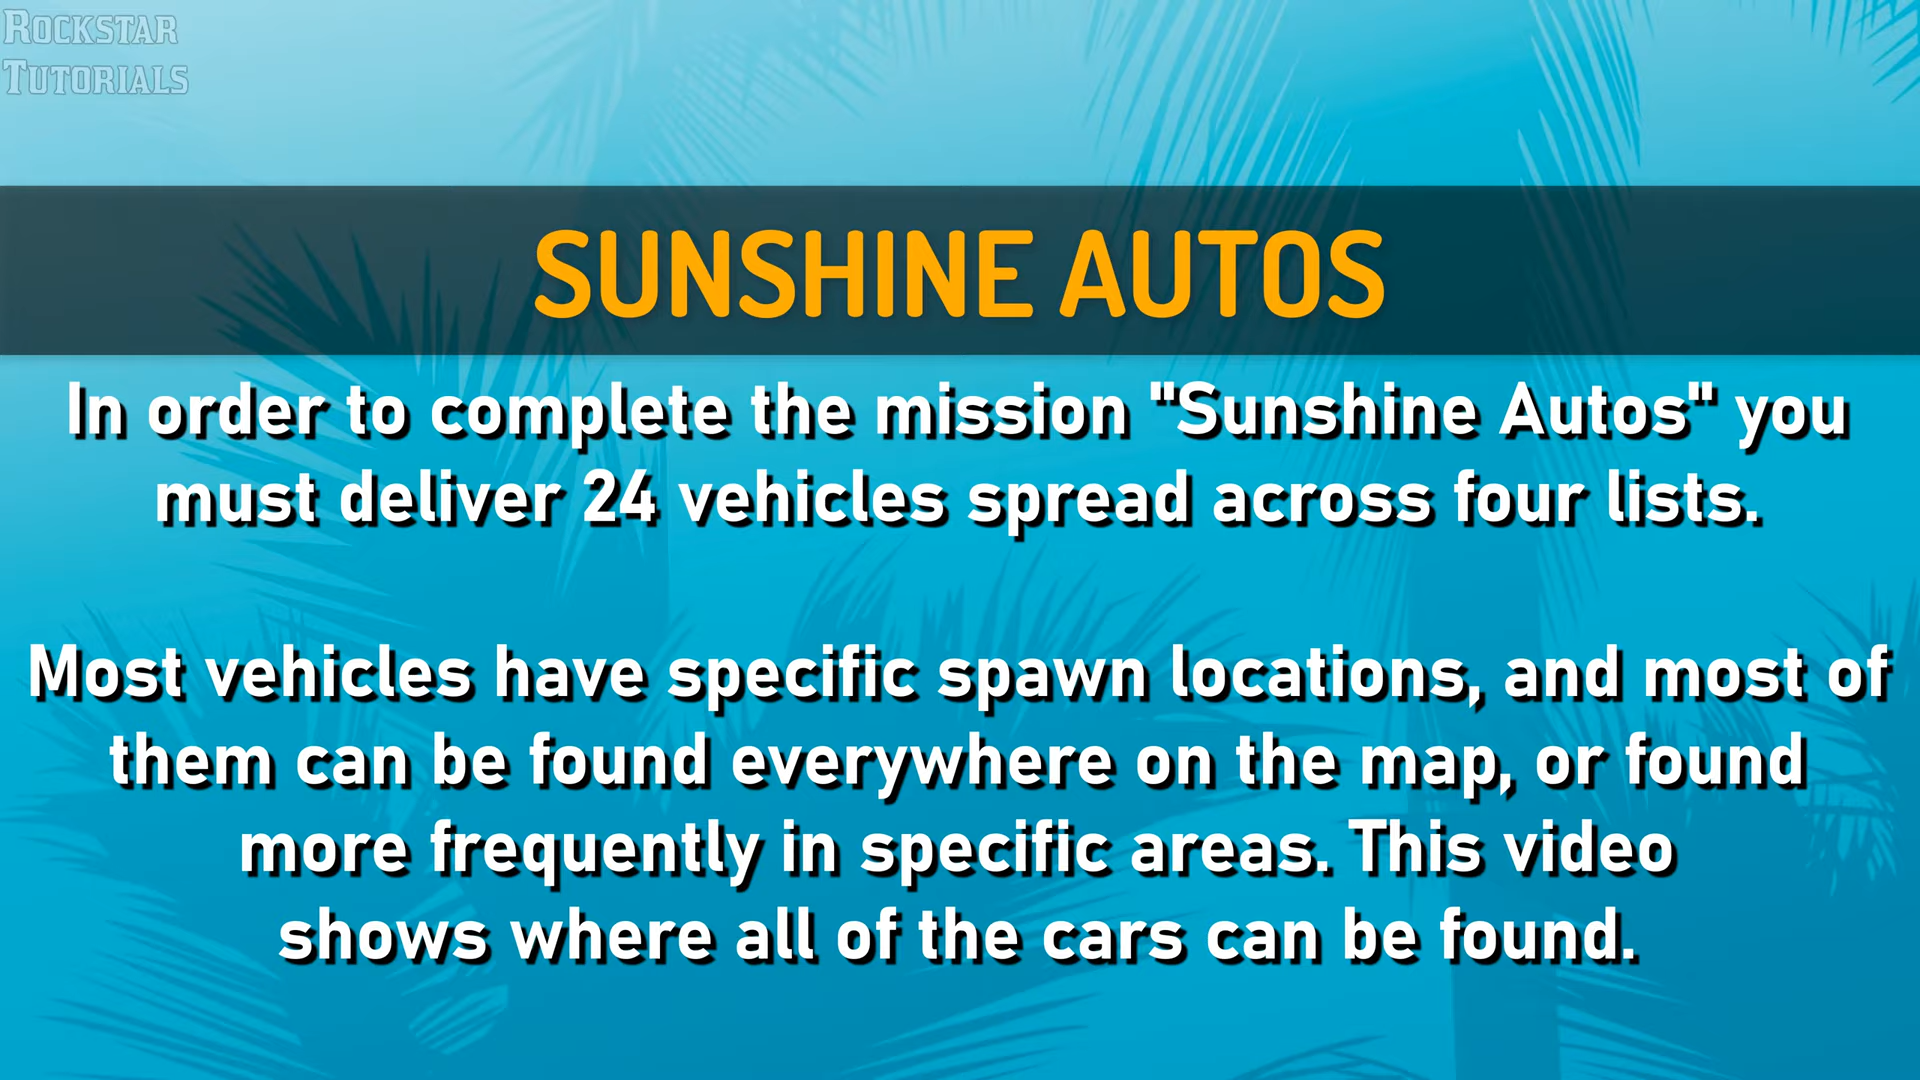 ROCKSTAR
TUTORIALS
SUNSHINE AUTOS
In order to complete the mission "Sunshine Autos" you
must deliver 24 vehicles spread across four lists.
Most vehicles have specific spawn locations, and most of
them can be found everywhere on the map, or found
more frequently in specific areas. This video
shows where all of the cars can be found.